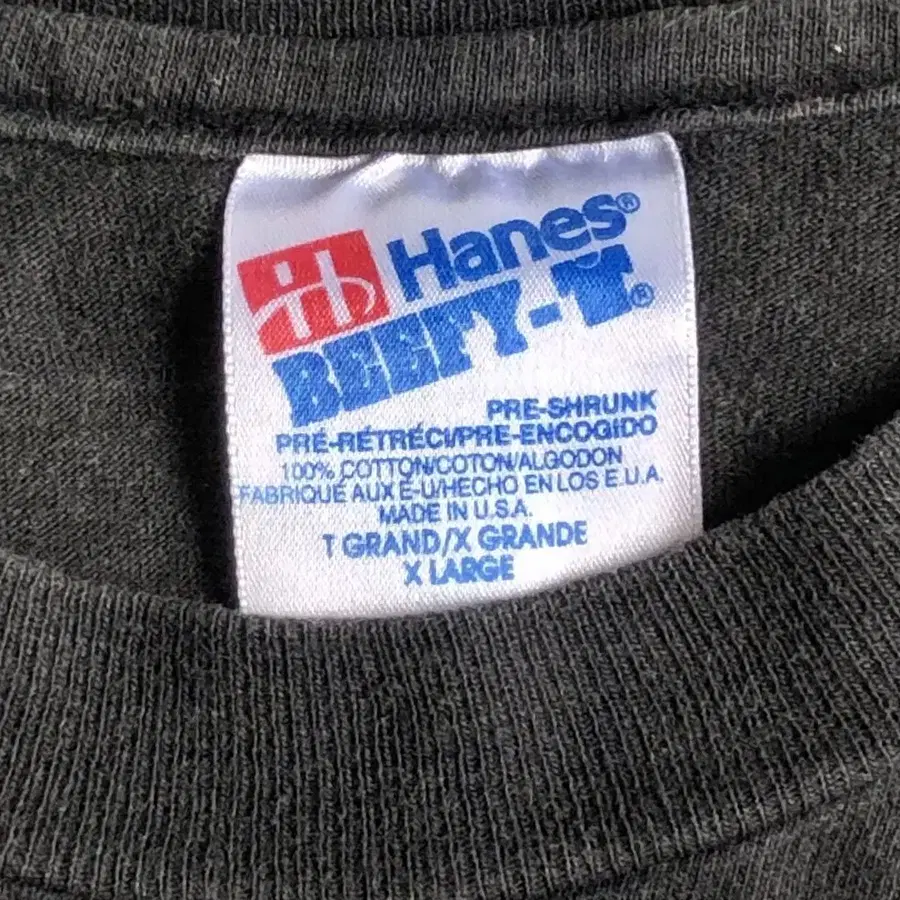 Hanes®
BEEFY-T.®
PRE-SHRUNK
PRÉ-RÉTRÉCI/PRE-ENCOGIDO
100% COTTON/COTON/ALGODON
FABRIQUÉ AUX É-U/HECHO EN LOS E.U.A.
MADE IN U.S.A.
T GRAND/X GRANDE
X LARGE